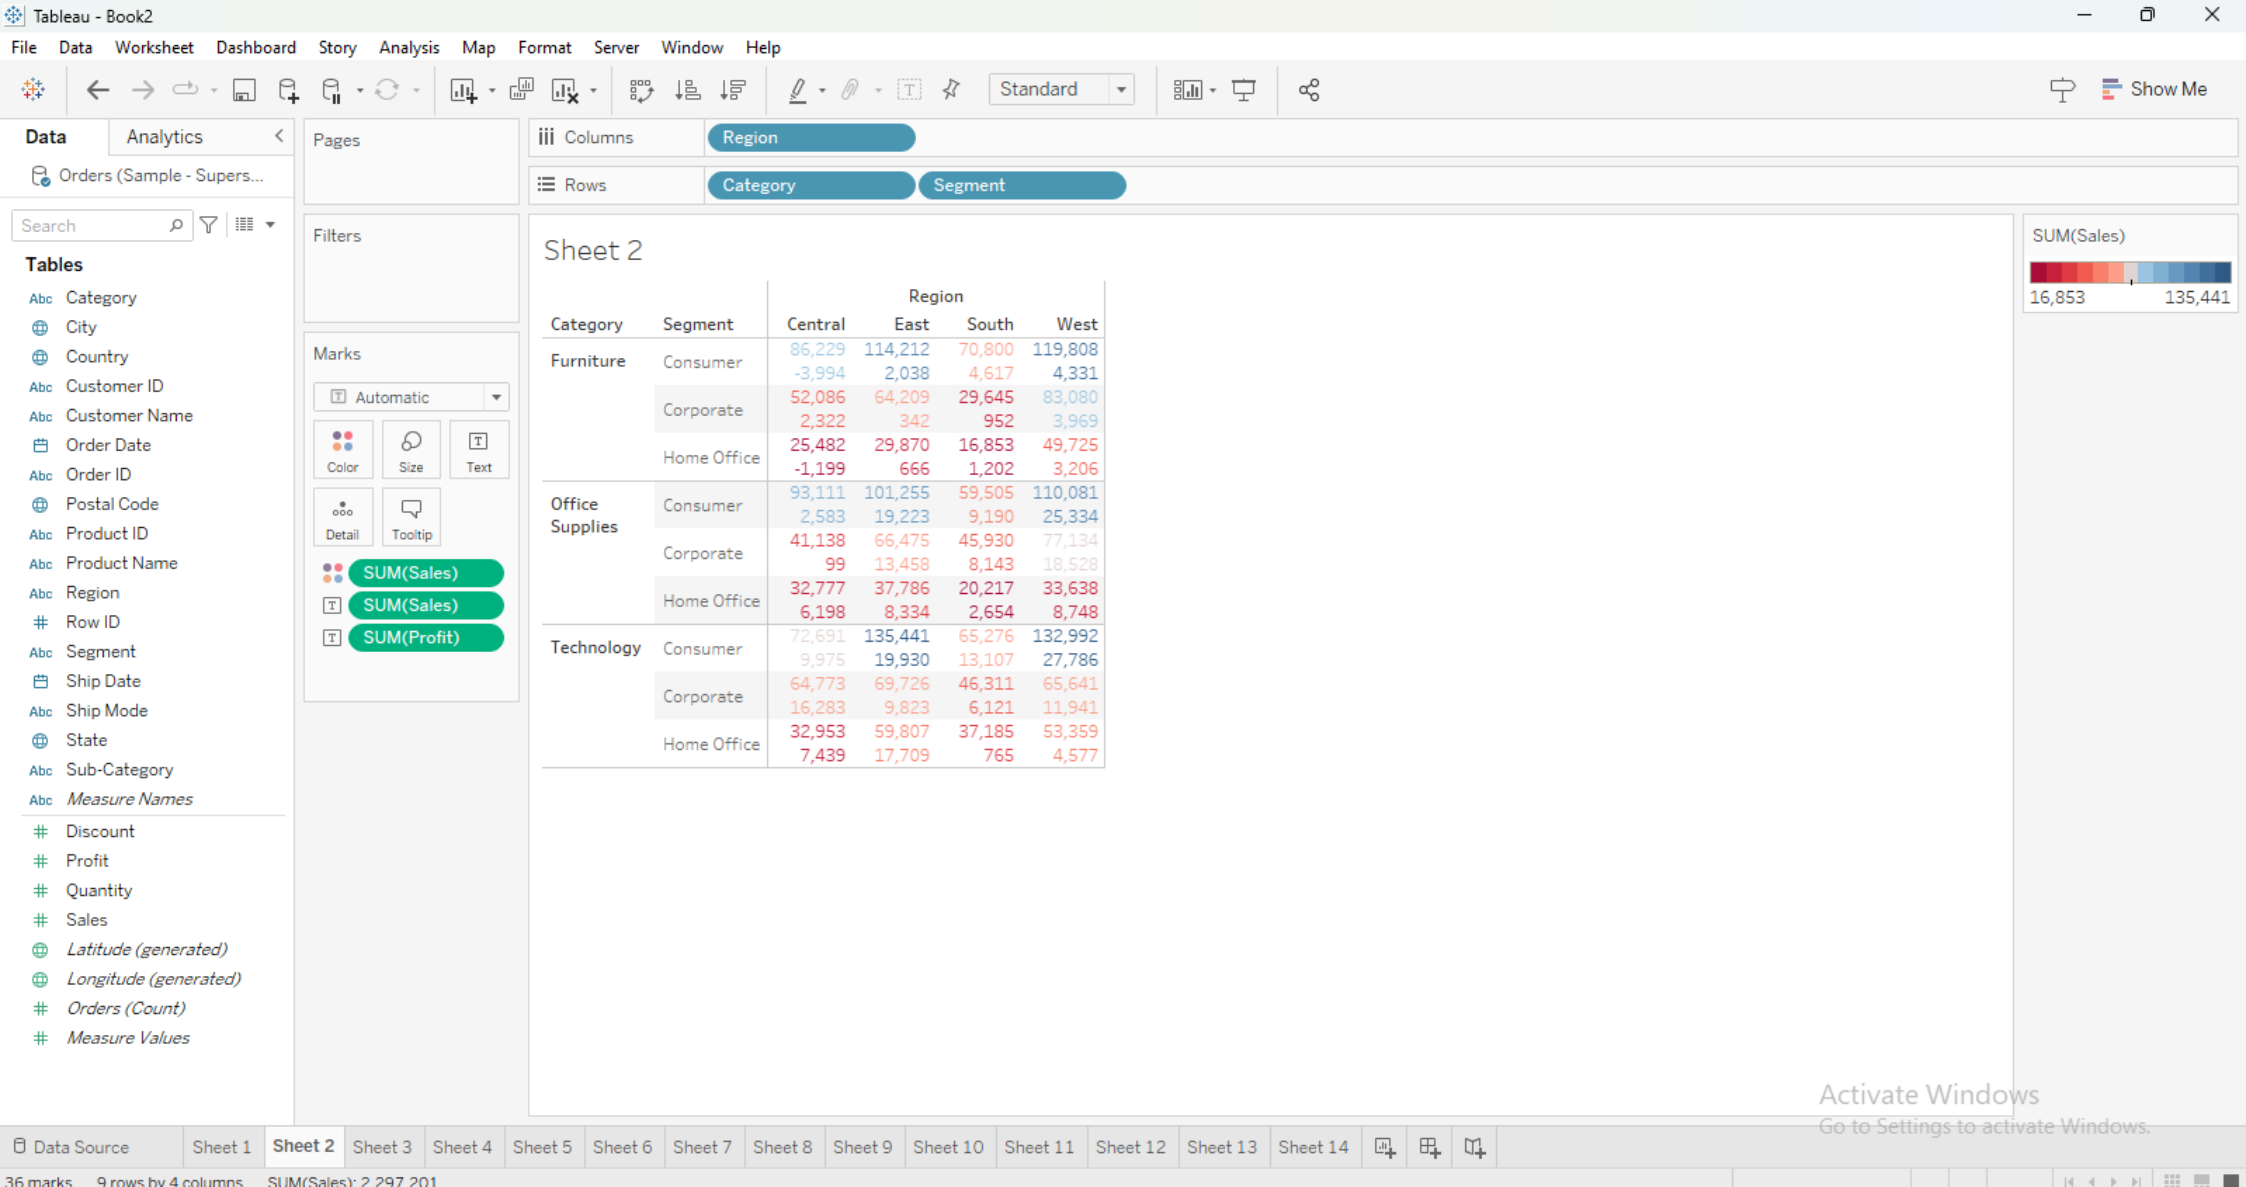 Tableau - Book2
File Data Worksheet Dashboard Story Analysis Map Format Server Window Help
Standard
Show Me
Data Analytics
Orders (Sample - Supers...
Search
Tables
Abc Category
City
Country
Abc Customer ID
Abc Customer Name
Order Date
Abc Order ID
Postal Code
Abc Product ID
Abc Product Name
Abc Region
# Row ID
Abc Segment
Ship Date
Abc Ship Mode
State
Abc Sub-Category
Abc Measure Names
# Discount
# Profit
# Quantity
# Sales
Latitude (generated)
Longitude (generated)
# Orders (Count)
# Measure Values
Pages
Filters
Marks
T Automatic
Color Size T Text
Detail Tooltip
SUM(Sales)
T SUM(Sales)
T SUM(Profit)
Columns Region
Rows Category Segment
Sheet 2
Region
Category Segment Central East South West
Furniture Consumer 86,229 114,212 70,800 119,808
-3,994 2,038 4,617 4,331
Corporate 52,086 64,209 29,645 83,080
2,322 342 952 3,969
Home Office 25,482 29,870 16,853 49,725
-1,199 666 1,202 3,206
Office Supplies Consumer 93,111 101,255 59,505 110,081
2,583 19,223 9,190 25,334
Corporate 41,138 66,475 45,930 77,134
99 13,458 8,143 18,528
Home Office 32,777 37,786 20,217 33,638
6,198 8,334 2,654 8,748
Technology Consumer 72,691 135,441 65,276 132,992
9,975 19,930 13,107 27,786
Corporate 64,773 69,726 46,311 65,641
16,283 9,823 6,121 11,941
Home Office 32,953 59,807 37,185 53,359
7,439 17,709 765 4,577
SUM(Sales)
16,853 135,441
Activate Windows
Go to Settings to activate Windows.
Data Source Sheet 1 Sheet 2 Sheet 3 Sheet 4 Sheet 5 Sheet 6 Sheet 7 Sheet 8 Sheet 9 Sheet 10 Sheet 11 Sheet 12 Sheet 13 Sheet 14
36 marks 9 rows by 4 columns SUM(Sales): 2,297,201